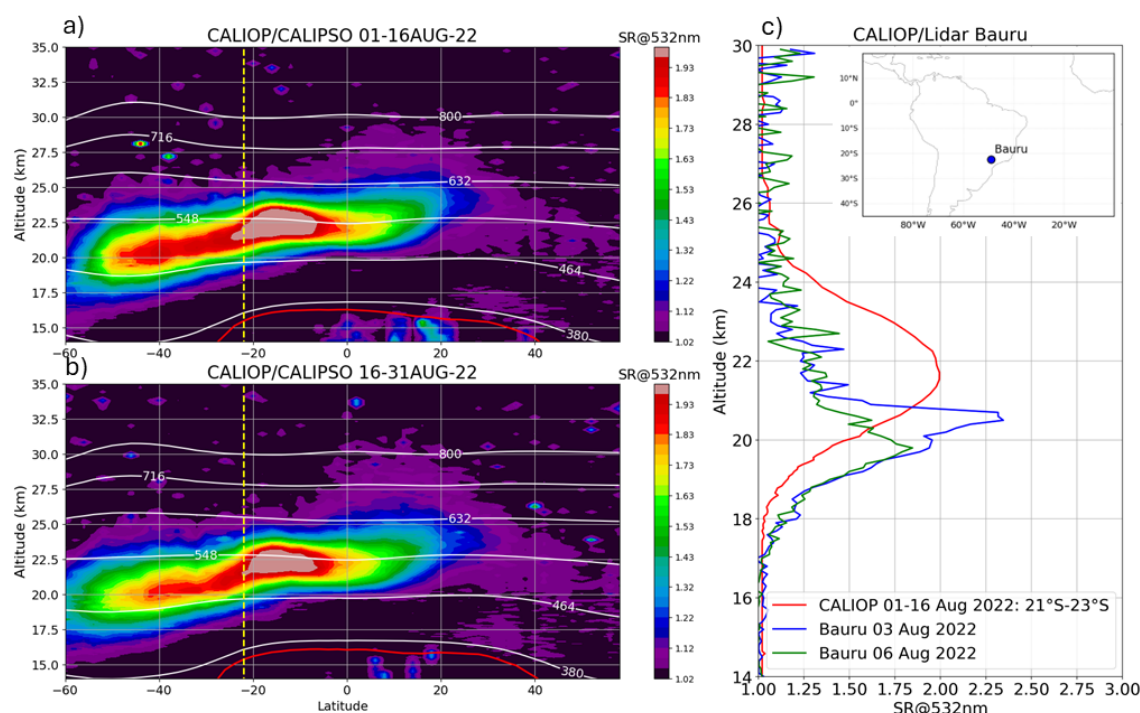 a)
CALIOP/CALIPSO 01-16AUG-22
SR@532nm
35.0
32.5
30.0
27.5
25.0
22.5
20.0
17.5
15.0
Altitude (km)
800
716
632
548
464
380
−60
−40
−20
0
20
40
1.93
1.83
1.73
1.63
1.53
1.42
1.32
1.22
1.12
1.02
b)
CALIOP/CALIPSO 16-31AUG-22
SR@532nm
35.0
32.5
30.0
27.5
25.0
22.5
20.0
17.5
15.0
Altitude (km)
800
716
632
548
464
380
−60
−40
−20
0
20
40
Latitude
1.93
1.83
1.73
1.63
1.53
1.42
1.32
1.22
1.12
1.02
c)
CALIOP/Lidar Bauru
30
28
26
24
22
20
18
16
14
Altitude (km)
10°N
0°
10°S
20°S
30°S
40°S
Bauru
80°W
60°W
40°W
20°W
CALIOP 01-16 Aug 2022: 21°S-23°S
Bauru 03 Aug 2022
Bauru 06 Aug 2022
1.00 1.25 1.50 1.75 2.00 2.25 2.50 2.75 3.00
SR@532nm